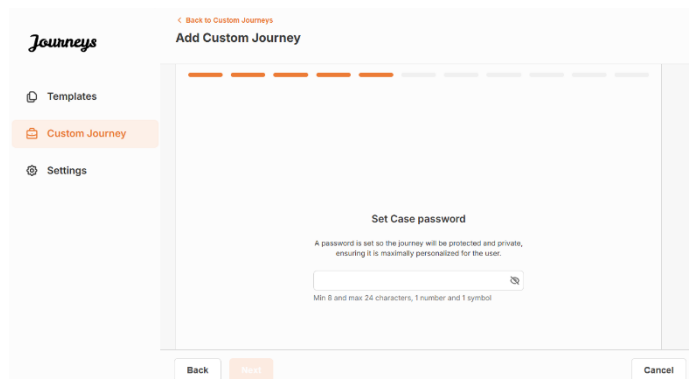 Journeys
Templates
Custom Journey
Settings
Back to Custom Journeys
Add Custom Journey
Set Case password
A password is set so the journey will be protected and private,
ensuring it is maximally personalized for the user.
Min 8 and max 24 characters, 1 number and 1 symbol
Back
Next
Cancel